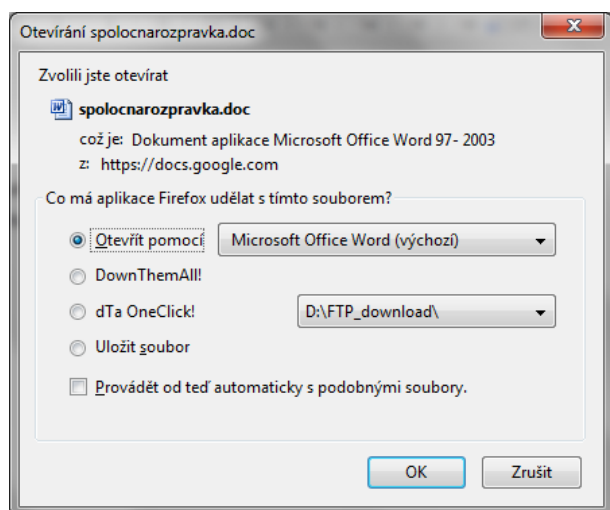 Otevírání spolocnarozpravka.doc
Zvolili jste otevírat
spolocnarozpravka.doc
což je: Dokument aplikace Microsoft Office Word 97- 2003
z: https://docs.google.com
Co má aplikace Firefox udělat s tímto souborem?
Otevřít pomocí Microsoft Office Word (výchozí)
DownThemAll!
dTa OneClick! D:\FTP_download\
Uložit soubor
Provádět od teď automaticky s podobnými soubory.
OK Zrušit